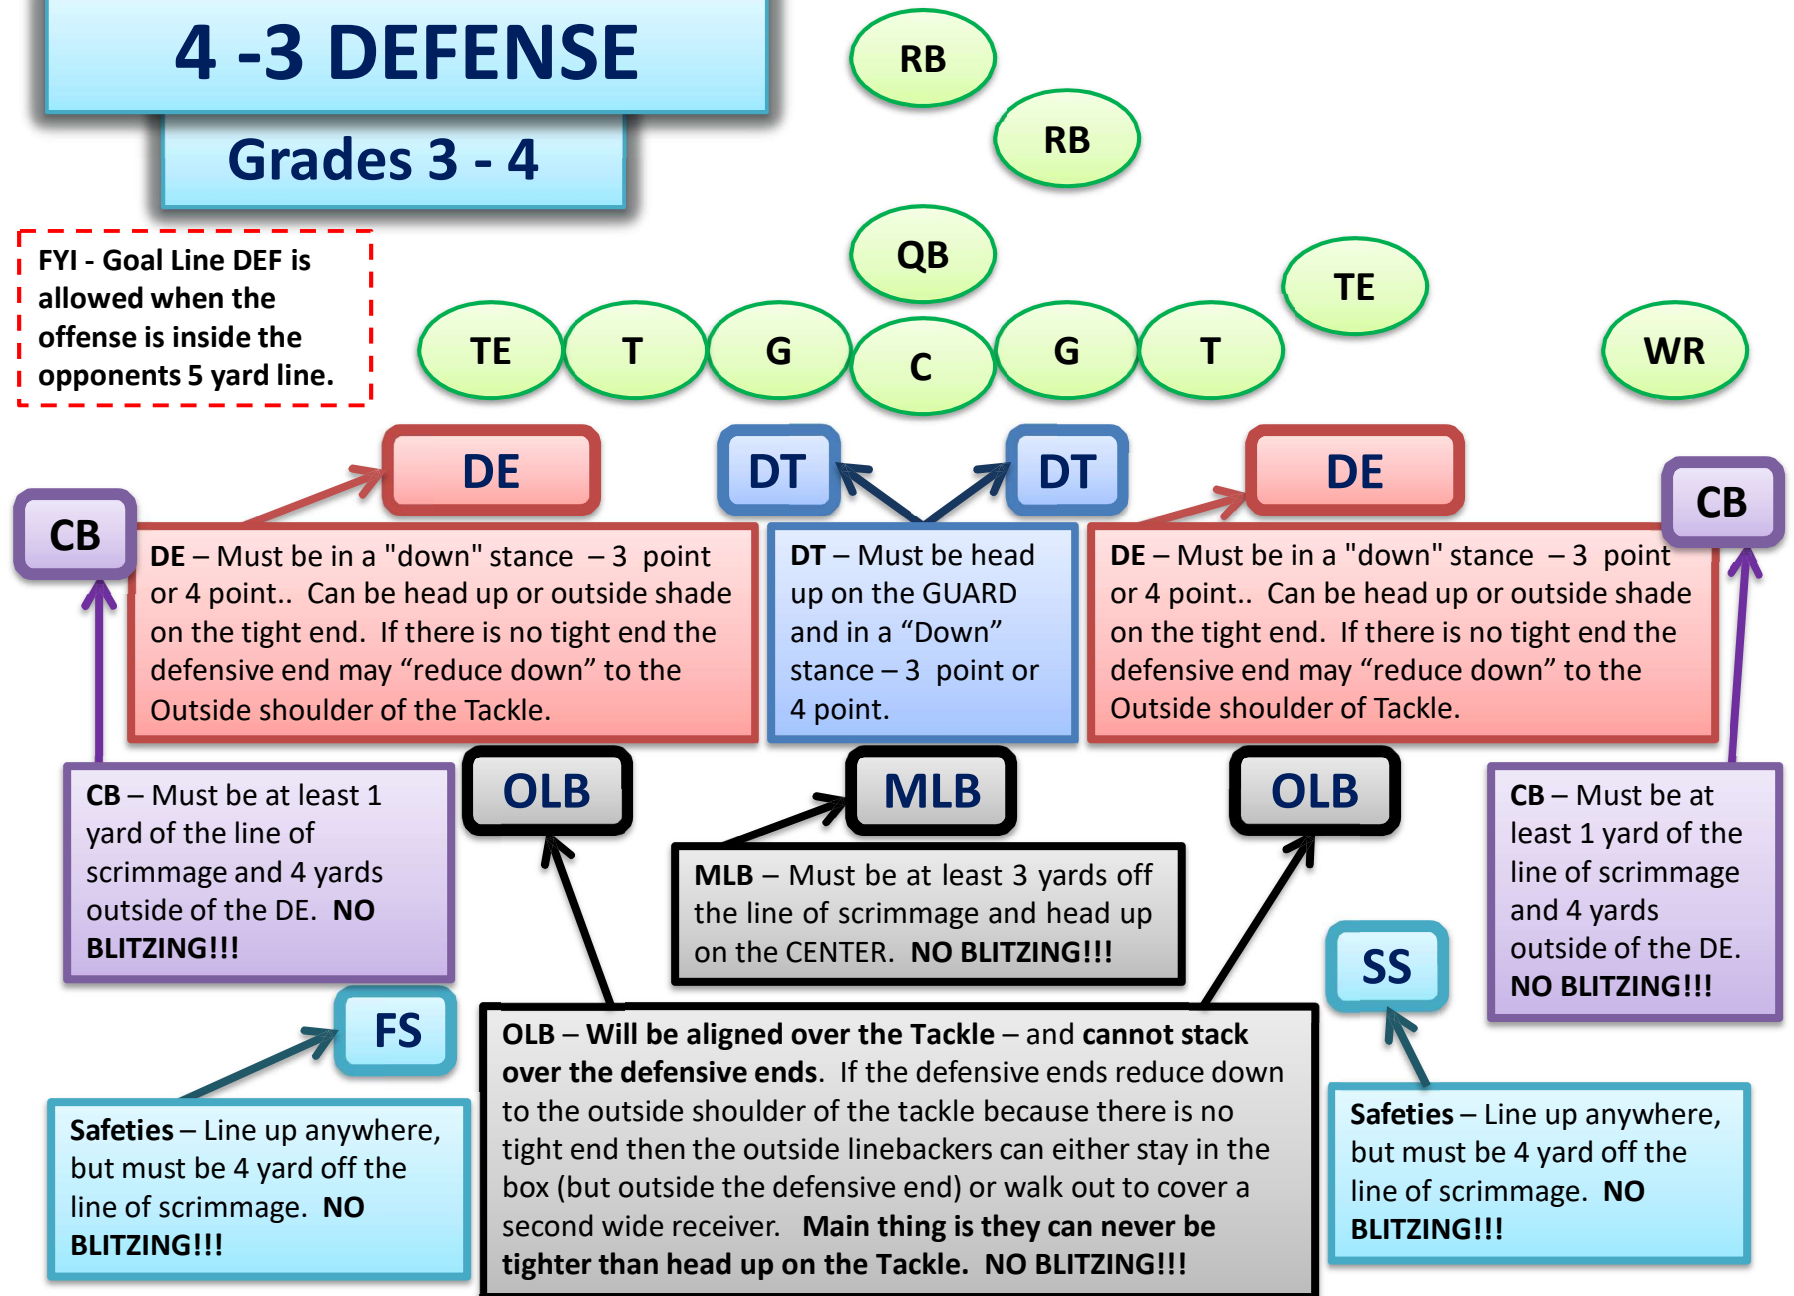 4 -3 DEFENSE
Grades 3 - 4
FYI - Goal Line DEF is
allowed when the
offense is inside the
opponents 5 yard line.
RB
RB
QB
TE
TE
T
G
C
G
T
WR
DE
DT
DT
DE
CB
CB
DE – Must be in a "down" stance – 3 point
or 4 point.. Can be head up or outside shade
on the tight end. If there is no tight end the
defensive end may “reduce down” to the
Outside shoulder of the Tackle.
DT – Must be head
up on the GUARD
and in a “Down”
stance – 3 point or
4 point.
DE – Must be in a "down" stance – 3 point
or 4 point.. Can be head up or outside shade
on the tight end. If there is no tight end the
defensive end may “reduce down” to the
Outside shoulder of Tackle.
OLB
MLB
OLB
CB – Must be at least 1
yard of the line of
scrimmage and 4 yards
outside of the DE. NO
BLITZING!!!
MLB – Must be at least 3 yards off
the line of scrimmage and head up
on the CENTER. NO BLITZING!!!
CB – Must be at
least 1 yard of the
line of scrimmage
and 4 yards
outside of the DE.
NO BLITZING!!!
SS
FS
OLB – Will be aligned over the Tackle – and cannot stack
over the defensive ends. If the defensive ends reduce down
to the outside shoulder of the tackle because there is no
tight end then the outside linebackers can either stay in the
box (but outside the defensive end) or walk out to cover a
second wide receiver. Main thing is they can never be
tighter than head up on the Tackle. NO BLITZING!!!
Safeties – Line up anywhere,
but must be 4 yard off the
line of scrimmage. NO
BLITZING!!!
Safeties – Line up anywhere,
but must be 4 yard off the
line of scrimmage. NO
BLITZING!!!